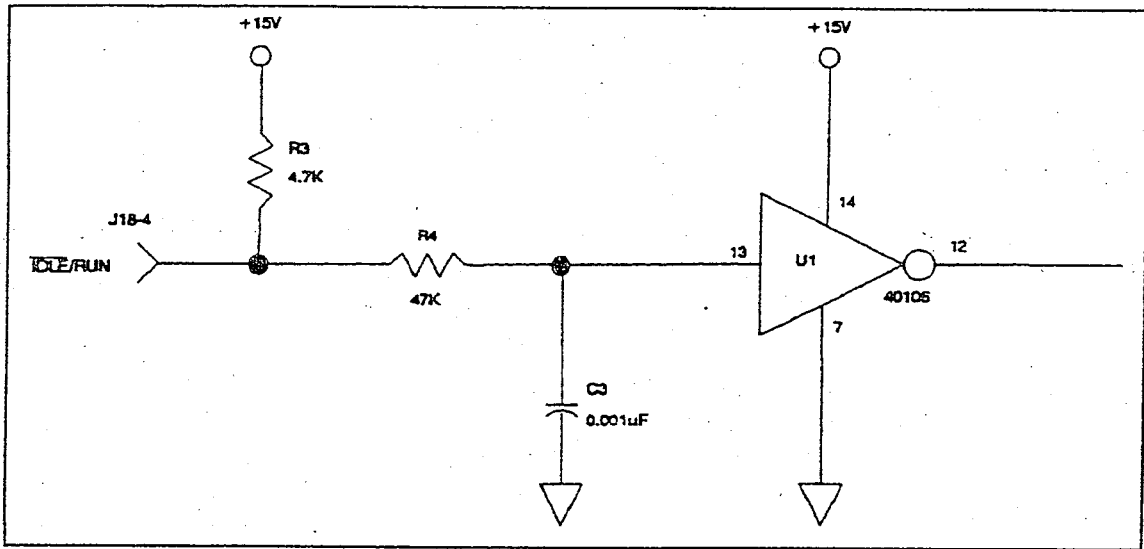 +15V
+15V
R3
4.7K
14
J18-4
R4
13
U1
12
I̅D̅L̅E̅/RUN
47K
40106
7
C3
0.001uF